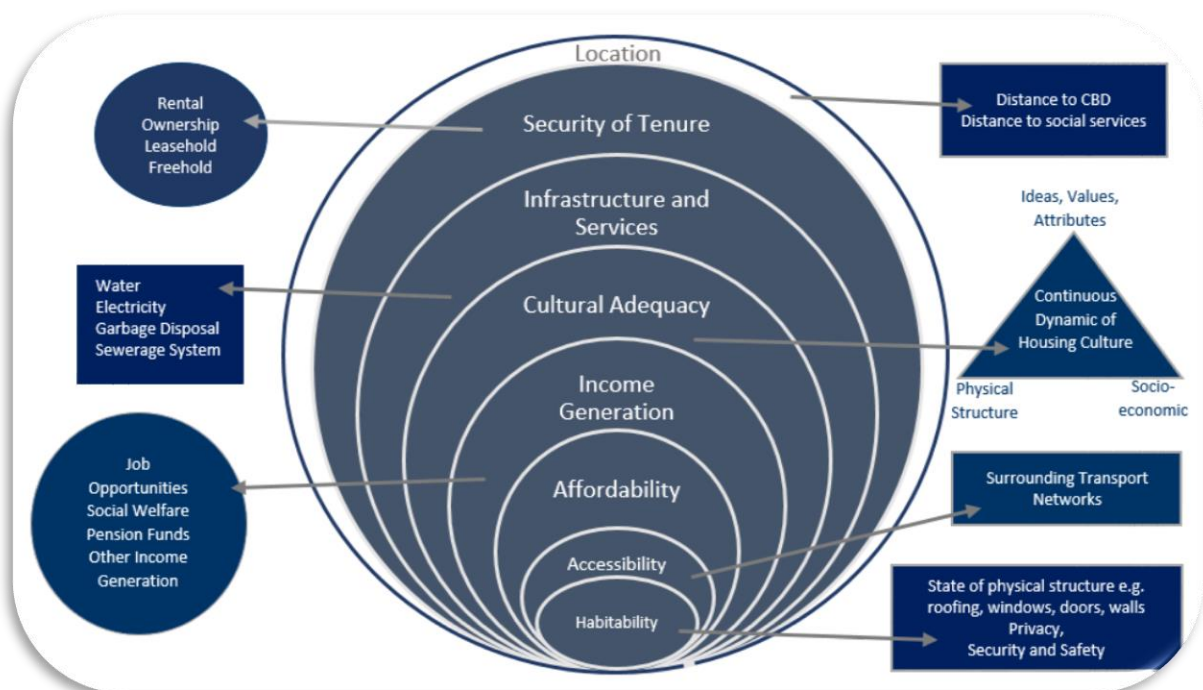 Location
Security of Tenure
Infrastructure and
Services
Cultural Adequacy
Income
Generation
Affordability
Accessibility
Habitability
Rental
Ownership
Leasehold
Freehold
Water
Electricity
Garbage Disposal
Sewerage System
Job
Opportunities
Social Welfare
Pension Funds
Other Income
Generation
Distance to CBD
Distance to social services
Ideas, Values,
Attributes
Continuous
Dynamic of
Housing Culture
Physical
Structure
Socio-
economic
Surrounding Transport
Networks
State of physical structure e.g.
roofing, windows, doors, walls
Privacy,
Security and Safety